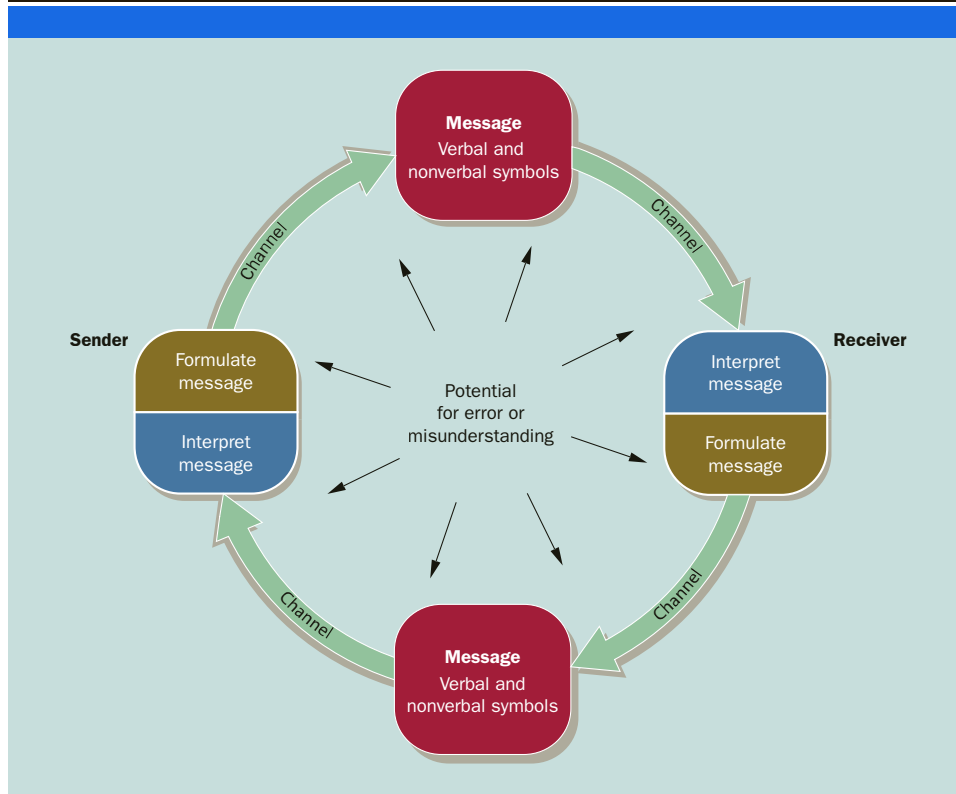 Message
Verbal and
nonverbal symbols
Channel
Channel
Sender
Receiver
Formulate
message
Interpret
message
Interpret
message
Formulate
message
Potential
for error or
misunderstanding
Channel
Channel
Message
Verbal and
nonverbal symbols